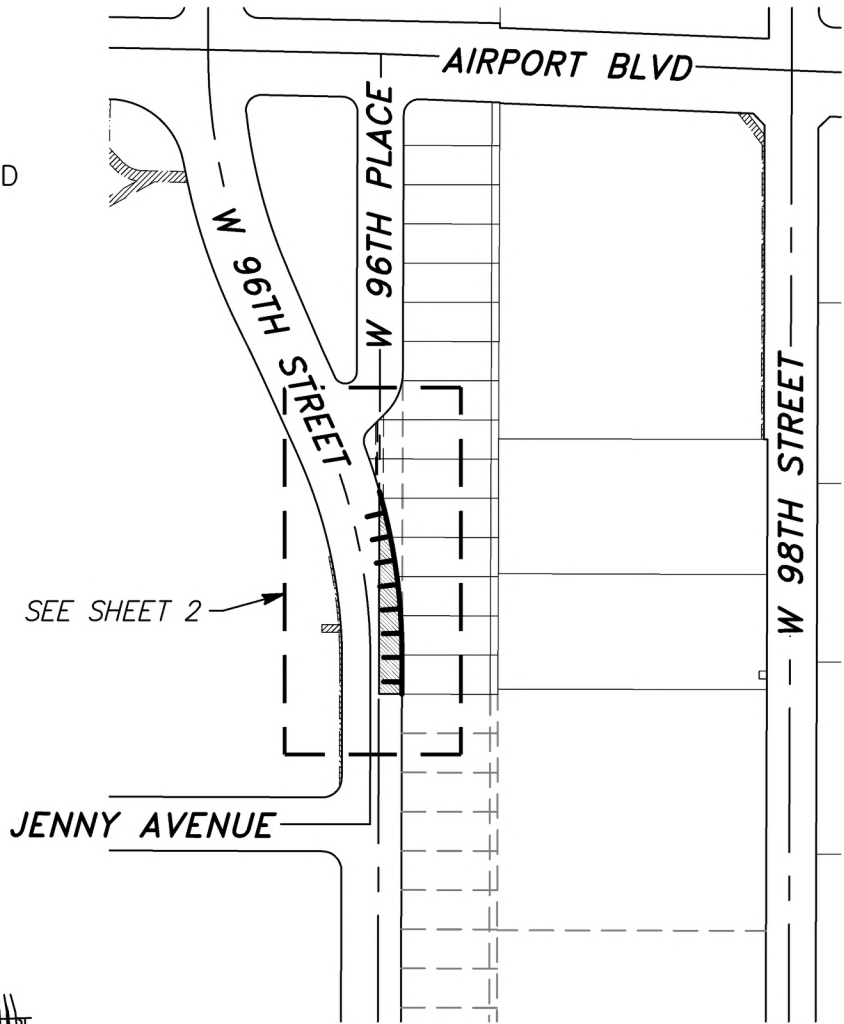 AIRPORT BLVD
D
W 96TH PLACE
W 96TH STREET
W 98TH STREET
SEE SHEET 2
JENNY AVENUE